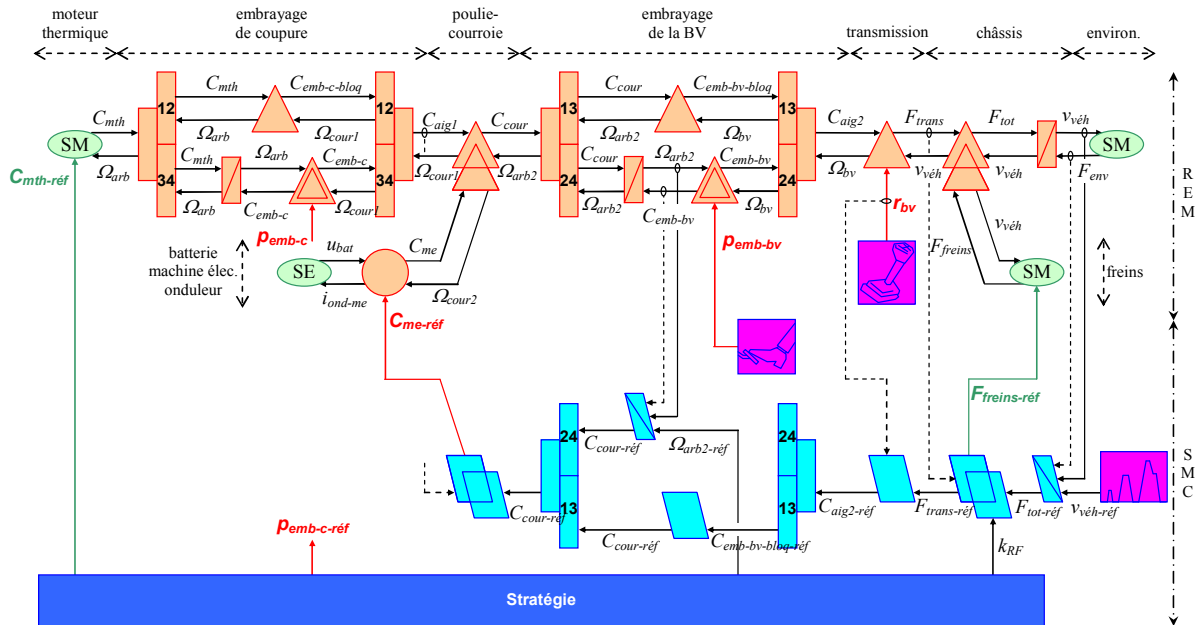 moteur
thermique
embrayage
de coupure
poulie-
courroie
embrayage
de la BV
transmission
châssis
environ.
C_mth
C_emb-c-bloq
C_cour
C_emb-bv-bloq
12
12
13
13
C_mth
Ω_arb
Ω_cour1
C_aig1
C_cour
Ω_arb2
Ω_bv
C_aig2
F_trans
F_tot
v_véh
SM
SM
Ω_arb
C_mth
Ω_arb
C_emb-c
Ω_cour1
Ω_arb2
C_cour
Ω_arb2
C_emb-bv
Ω_bv
v_véh
v_véh
F_env
34
34
24
24
C_mth-réf
Ω_arb
C_emb-c
Ω_cour1
Ω_arb2
C_emb-bv
Ω_bv
r_bv
p_emb-c
p_emb-bv
batterie
machine élec.
onduleur
u_bat
C_me
F_freins
v_véh
SE
SM
freins
i_ond-me
Ω_cour2
C_me-réf
F_freins-réf
R E M
24
24
C_cour-réf
Ω_arb2-réf
S M C
13
13
C_cour-réf
C_aig2-réf
F_trans-réf
F_tot-réf
v_véh-réf
p_emb-c-réf
C_cour-réf
C_emb-bv-bloq-réf
k_RF
Stratégie